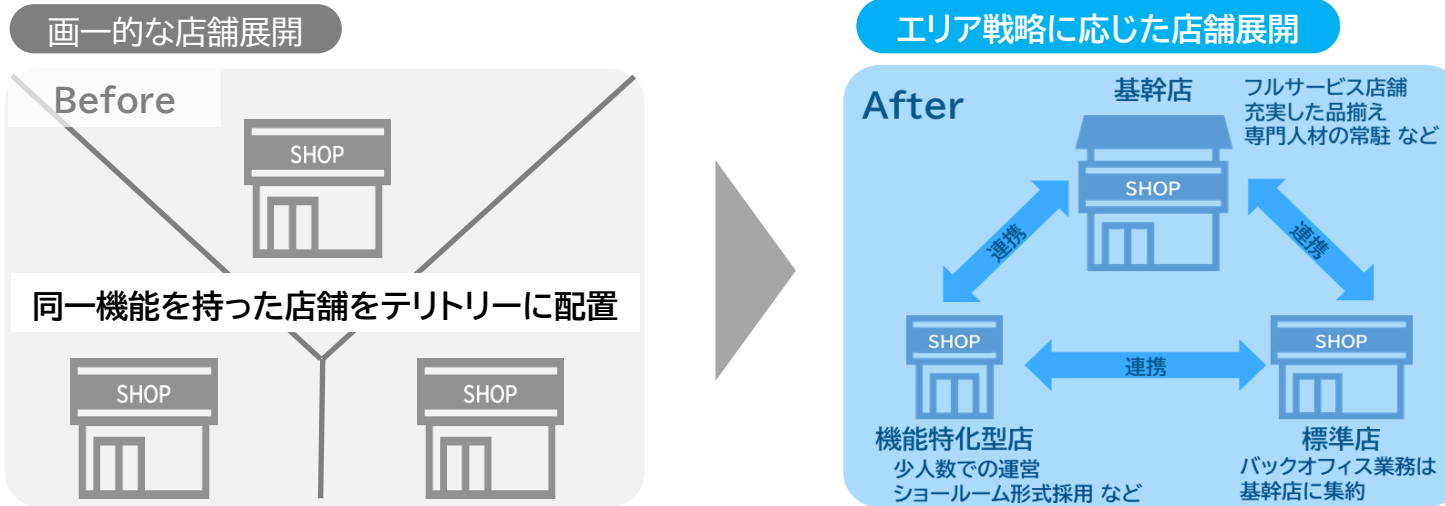 画一的な店舗展開
Before
SHOP
同一機能を持った店舗をテリトリーに配置
SHOP
SHOP
エリア戦略に応じた店舗展開
After
基幹店
フルサービス店舗
充実した品揃え
専門人材の常駐 など
SHOP
連携
連携
SHOP
連携
SHOP
機能特化型店
少人数での運営
ショールーム形式採用 など
標準店
バックオフィス業務は
基幹店に集約